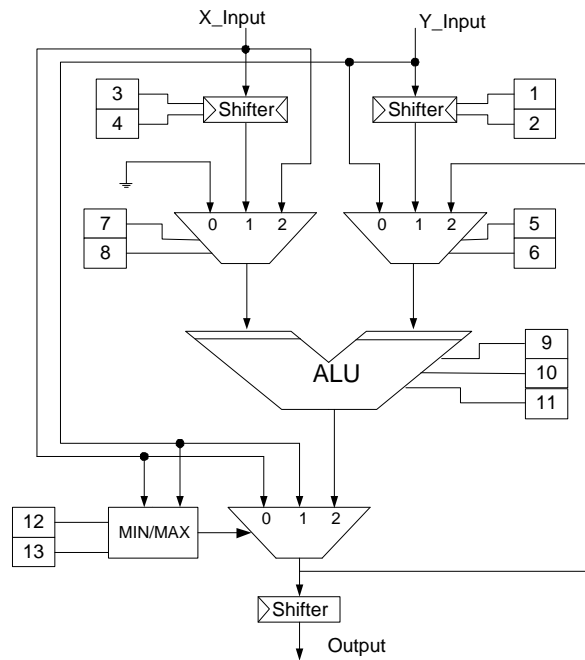 X_Input Y_Input
3 Shifter Shifter 1
4 2
0 1 2 0 1 2
7 5
8 6
9
ALU 10
11
0 1 2
12 MIN/MAX
13
Shifter
Output